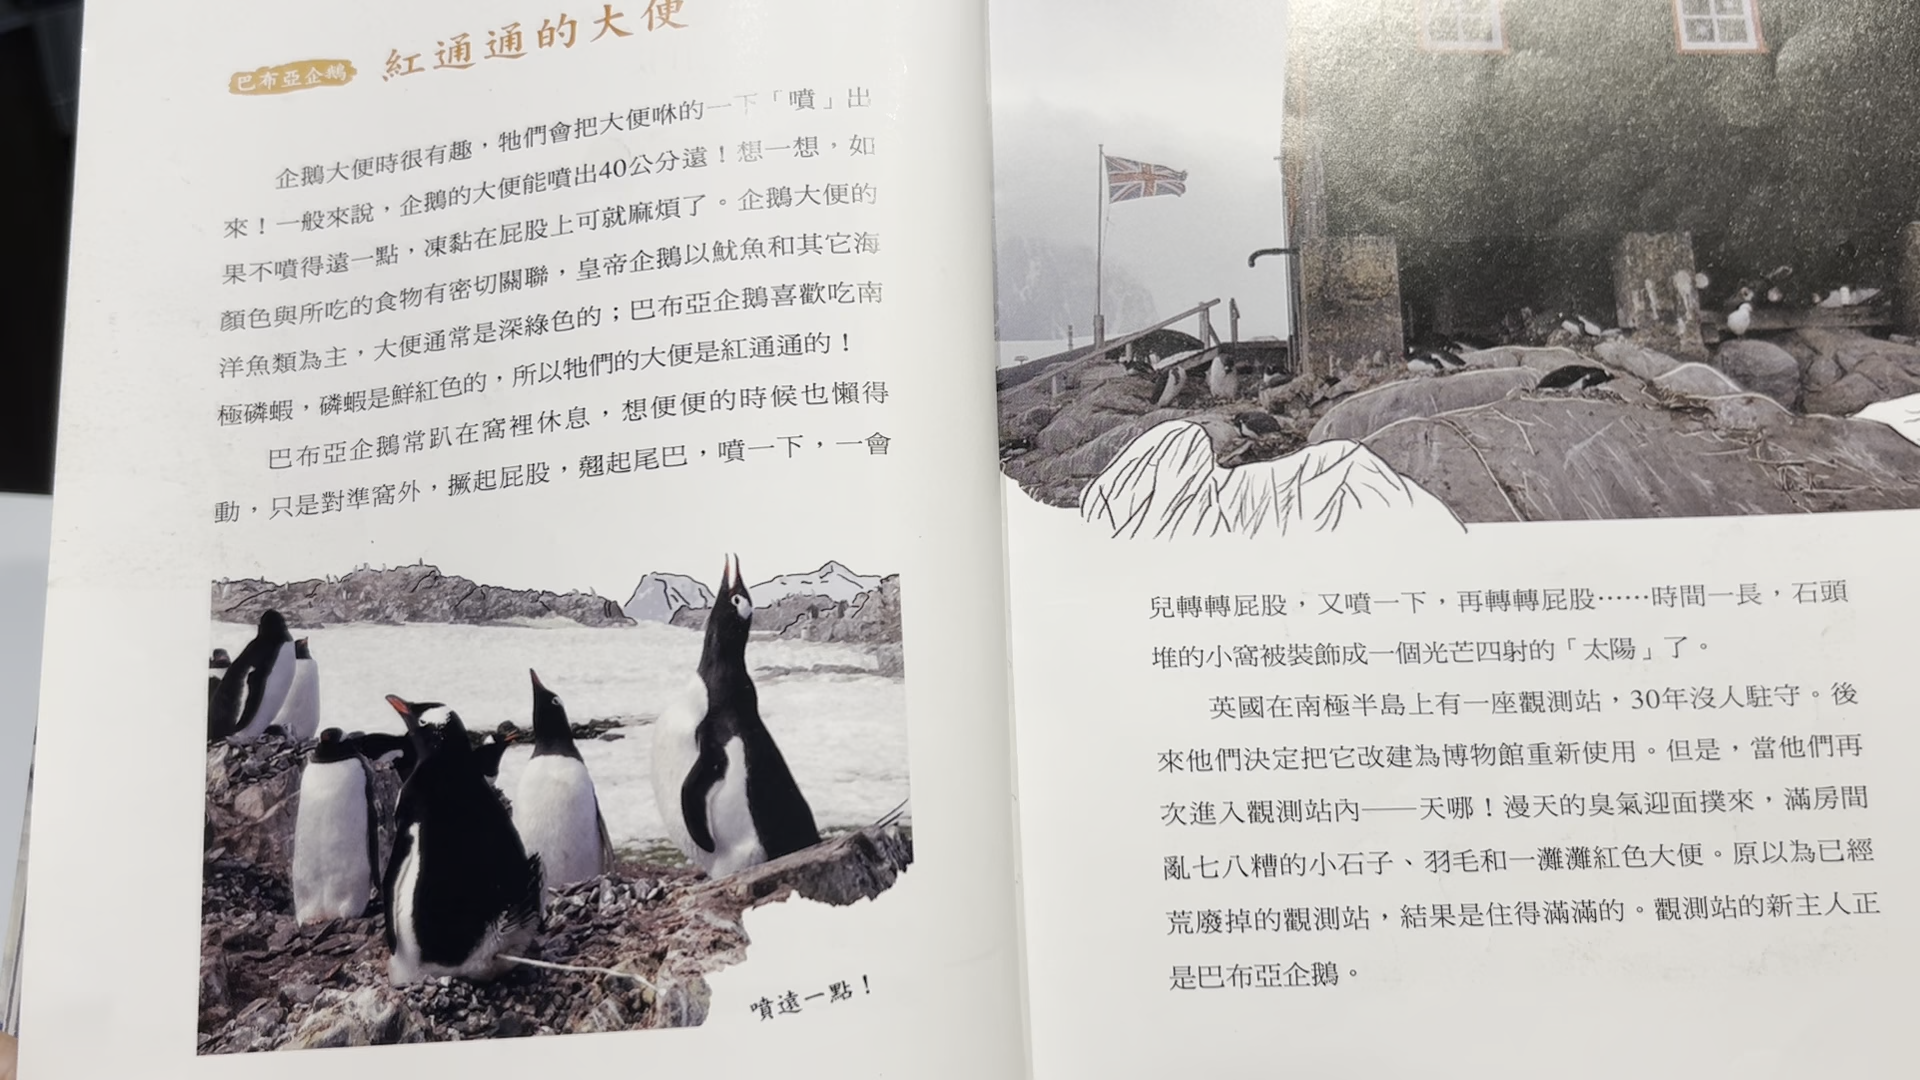 巴布亞企鵝
紅通通的大便
企鵝大便時很有趣，牠們會把大便咻的一下「噴」出
來！一般來說，企鵝的大便能噴出40公分遠！想一想，如
果不噴得遠一點，凍黏在屁股上可就麻煩了。企鵝大便的
顏色與所吃的食物有密切關聯，皇帝企鵝以魷魚和其它海
洋魚類為主，大便通常是深綠色的；巴布亞企鵝喜歡吃南
極磷蝦，磷蝦是鮮紅色的，所以牠們的大便是紅通通的！
巴布亞企鵝常趴在窩裡休息，想便便的時候也懶得
動，只是對準窩外，撅起屁股，翹起尾巴，噴一下，一會
噴遠一點！
兒轉轉屁股，又噴一下，再轉轉屁股⋯⋯時間一長，石頭
堆的小窩被裝飾成一個光芒四射的「太陽」了。
英國在南極半島上有一座觀測站，30年沒人駐守。後
來他們決定把它改建為博物館重新使用。但是，當他們再
次進入觀測站內——天哪！漫天的臭氣迎面撲來，滿房間
亂七八糟的小石子、羽毛和一灘灘紅色大便。原以為已經
荒廢掉的觀測站，結果是住得滿滿的。觀測站的新主人正
是巴布亞企鵝。